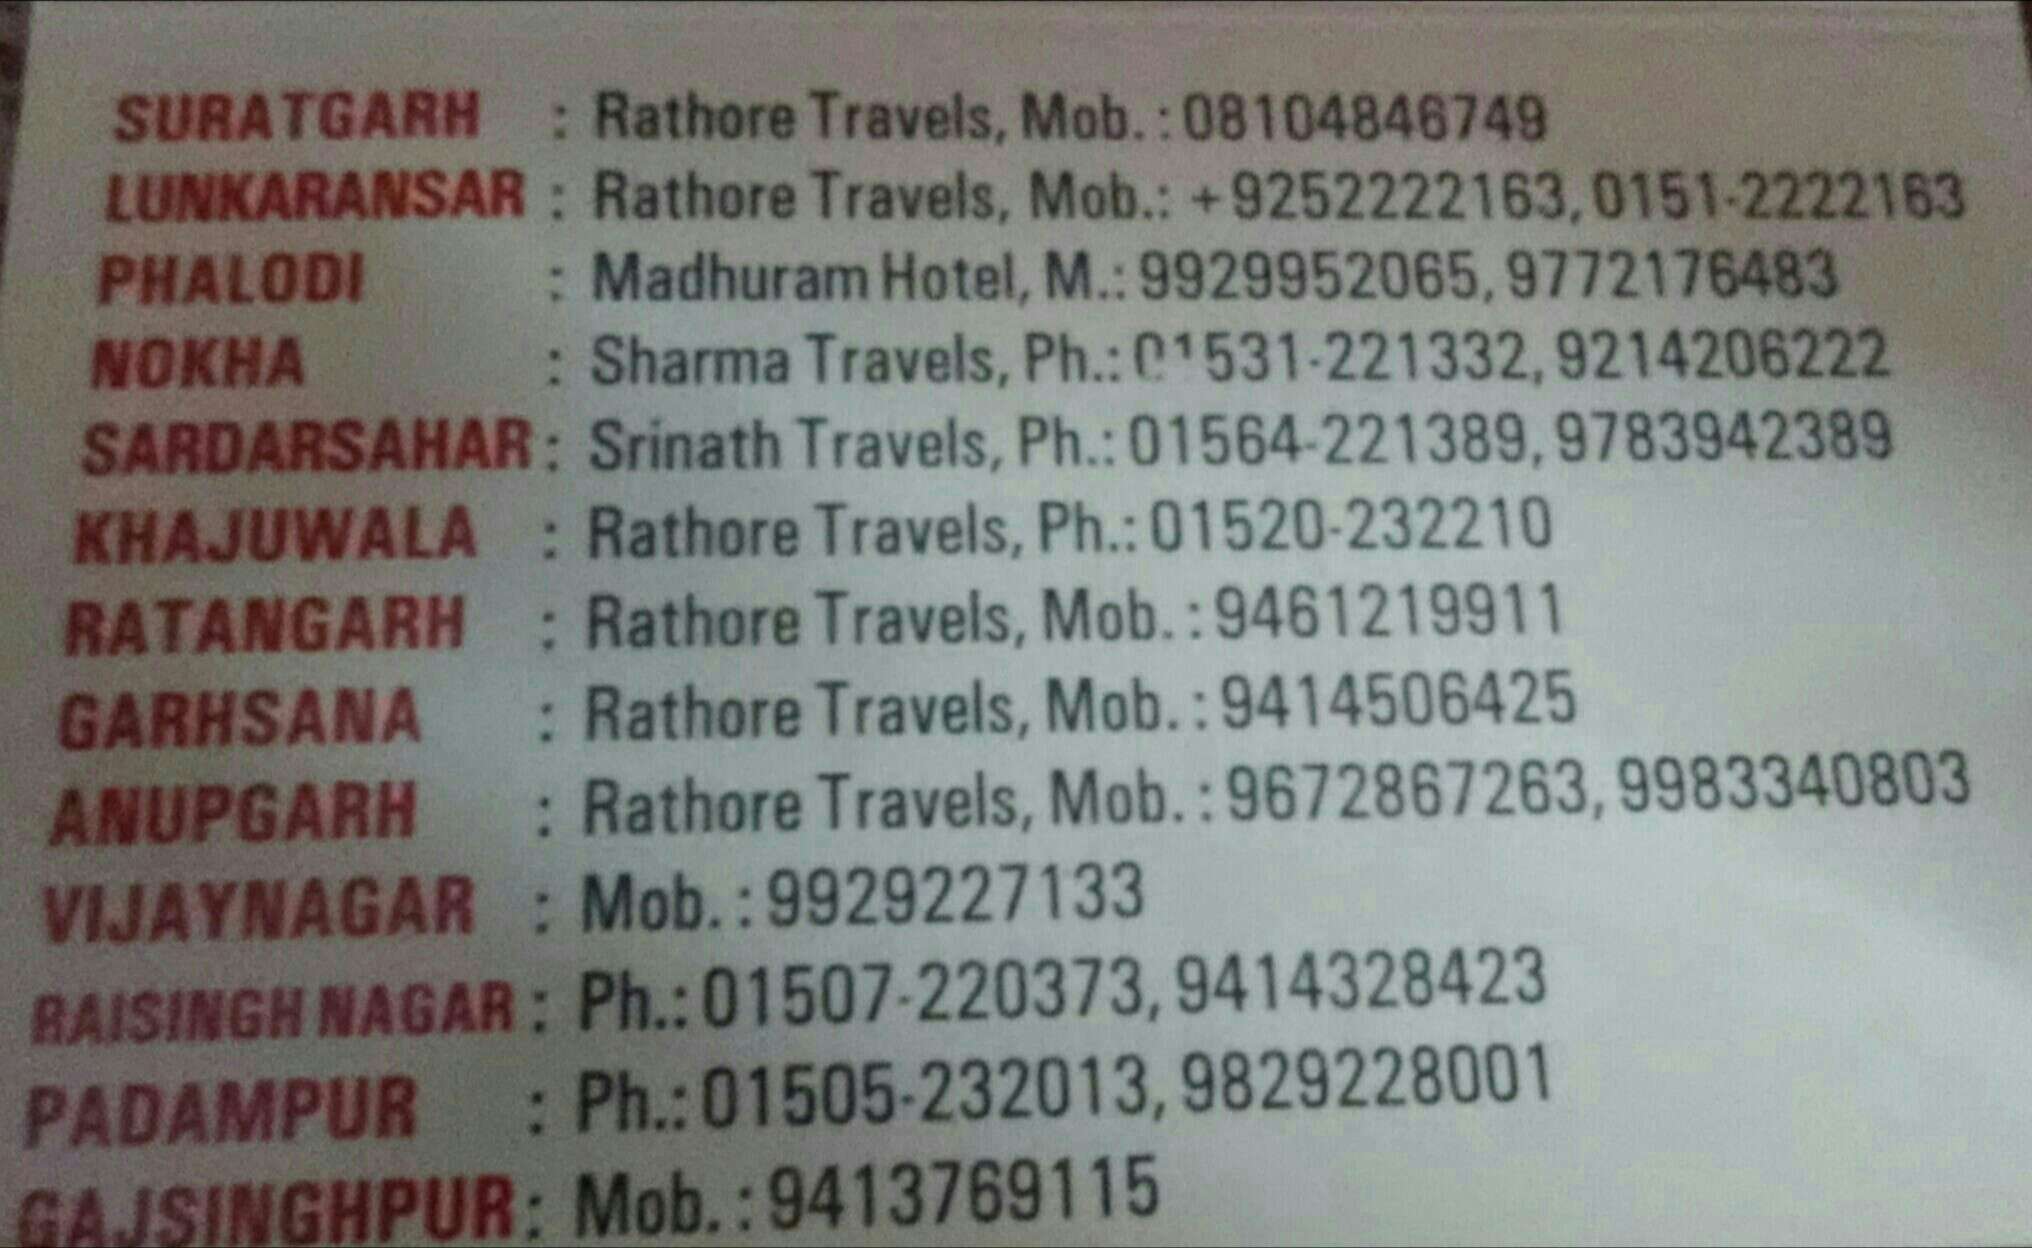 SURATGARH : Rathore Travels, Mob. : 08104846749
LUNKARANSAR : Rathore Travels, Mob.: +9252222163, 0151-2222163
PHALODI : Madhuram Hotel, M.: 9929952065, 9772176483
NOKHA : Sharma Travels, Ph.: 01531-221332, 9214206222
SARDARSAHAR : Srinath Travels, Ph.: 01564-221389, 9783942389
KHAJUWALA : Rathore Travels, Ph.: 01520-232210
RATANGARH : Rathore Travels, Mob. : 9461219911
GARHSANA : Rathore Travels, Mob. : 9414506425
ANUPGARH : Rathore Travels, Mob. : 9672867263, 9983340803
VIJAYNAGAR : Mob. : 9929227133
RAISINGH NAGAR : Ph.: 01507-220373, 9414328423
PADAMPUR : Ph.: 01505-232013, 9829228001
GAJSINGHPUR : Mob. : 9413769115